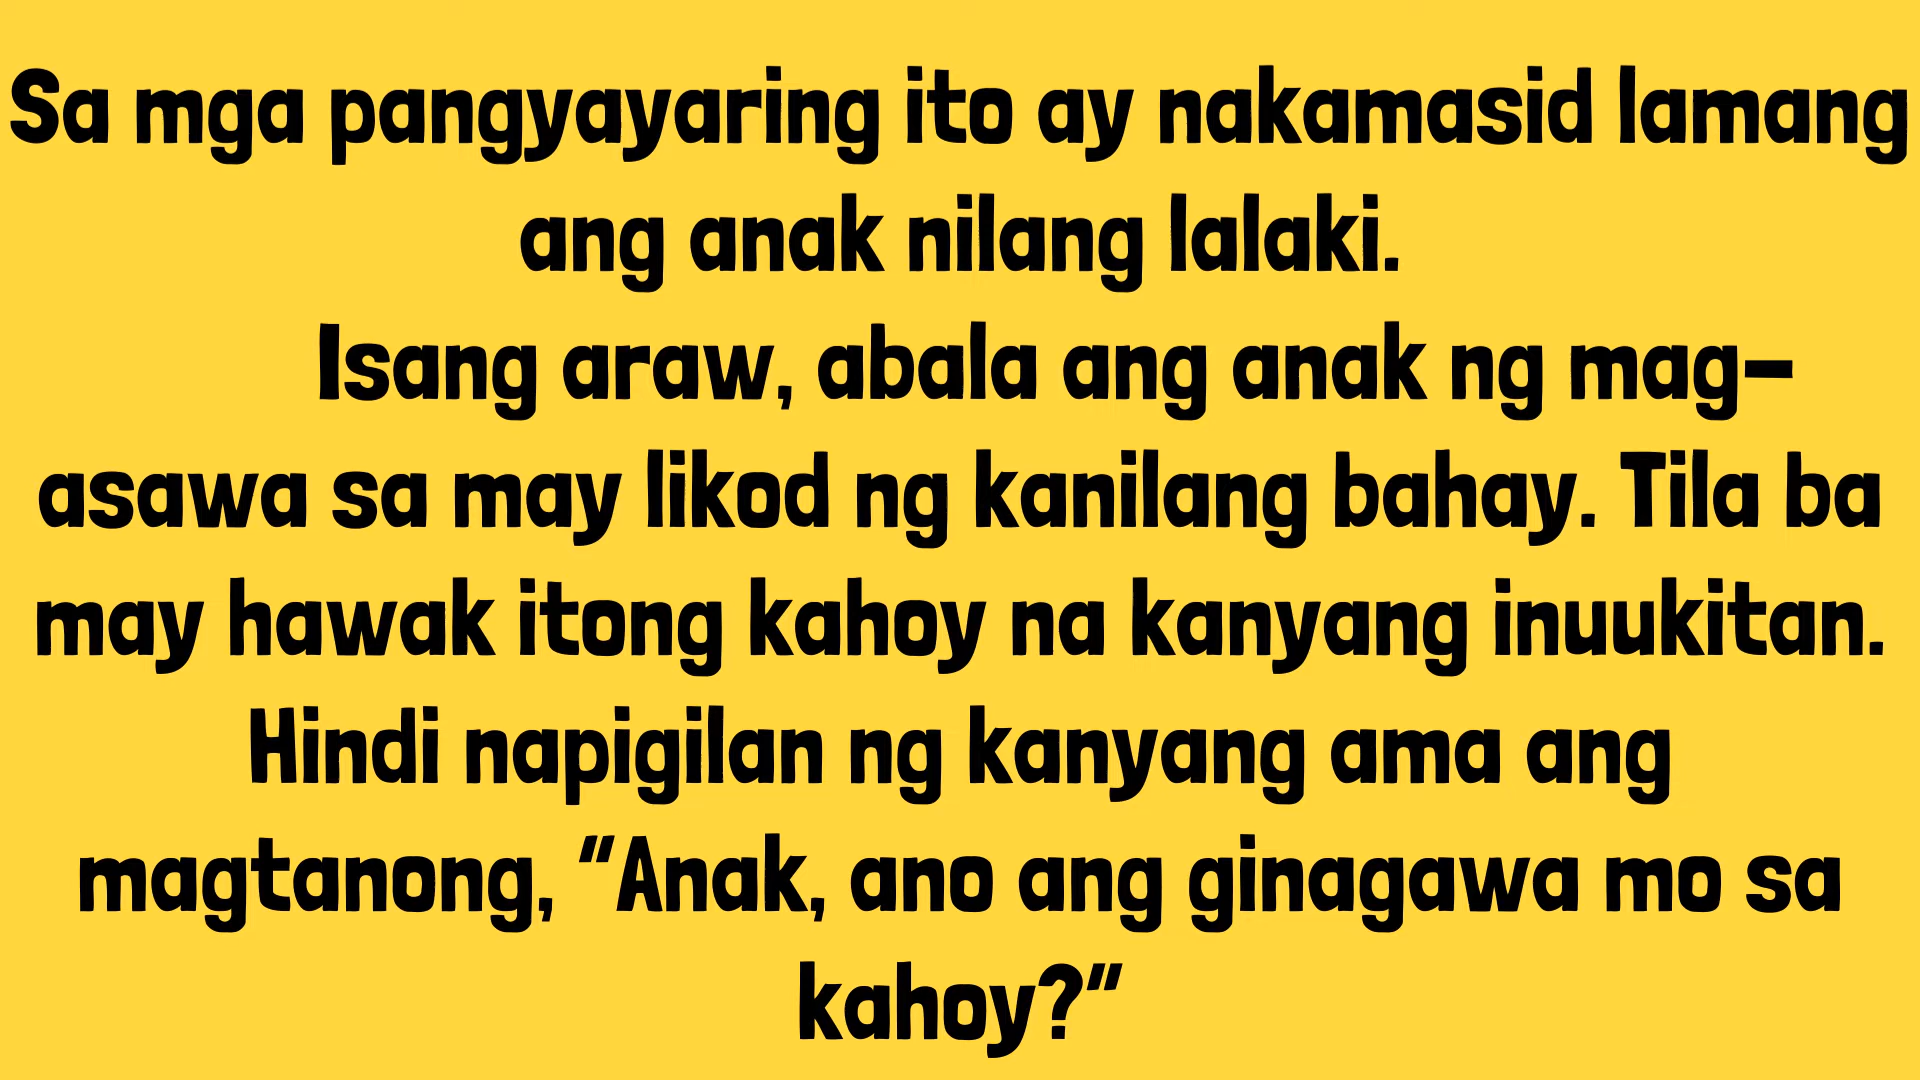 Sa mga pangyayaring ito ay nakamasid lamang
ang anak nilang lalaki.
Isang araw, abala ang anak ng mag-
asawa sa may likod ng kanilang bahay. Tila ba
may hawak itong kahoy na kanyang inuukitan.
Hindi napigilan ng kanyang ama ang
magtanong, “Anak, ano ang ginagawa mo sa
kahoy?”